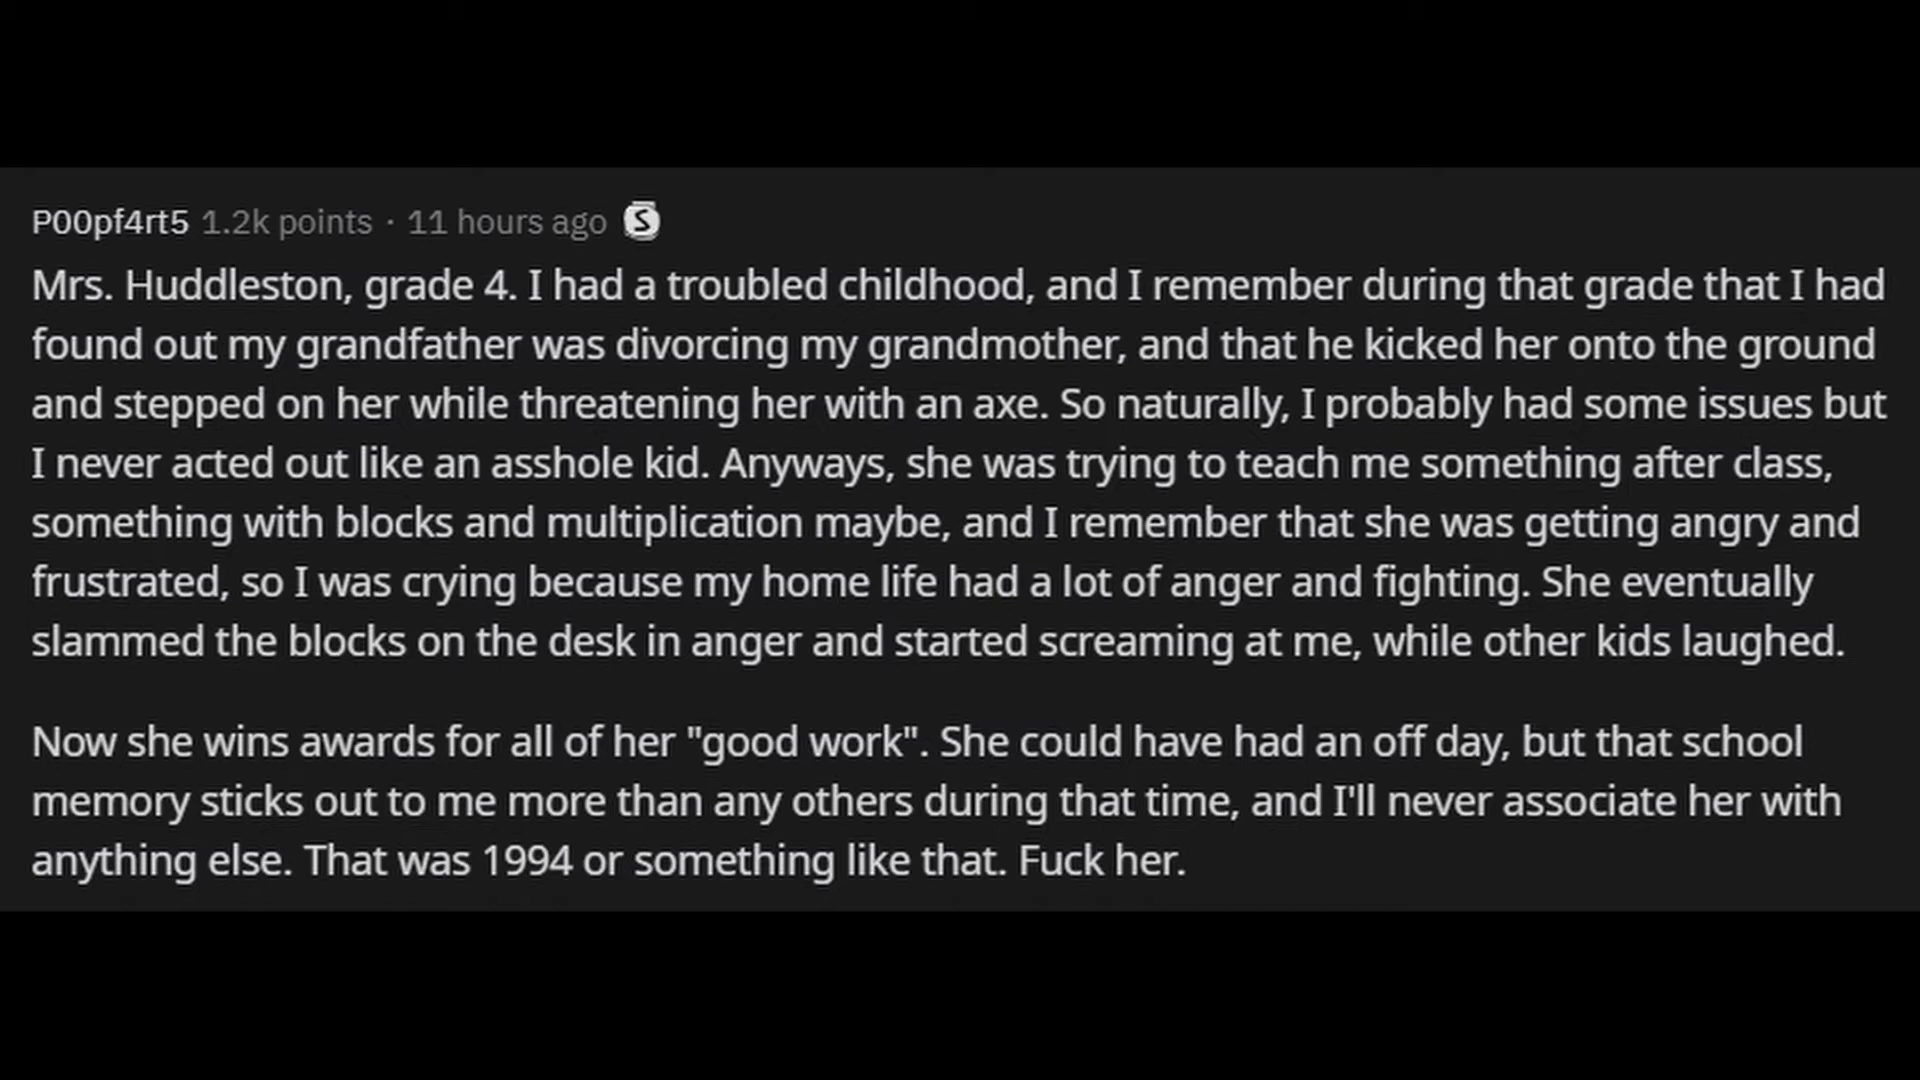 P00pf4rt5 1.2k points · 11 hours ago S
Mrs. Huddleston, grade 4. I had a troubled childhood, and I remember during that grade that I had
found out my grandfather was divorcing my grandmother, and that he kicked her onto the ground
and stepped on her while threatening her with an axe. So naturally, I probably had some issues but
I never acted out like an asshole kid. Anyways, she was trying to teach me something after class,
something with blocks and multiplication maybe, and I remember that she was getting angry and
frustrated, so I was crying because my home life had a lot of anger and fighting. She eventually
slammed the blocks on the desk in anger and started screaming at me, while other kids laughed.
Now she wins awards for all of her "good work". She could have had an off day, but that school
memory sticks out to me more than any others during that time, and I'll never associate her with
anything else. That was 1994 or something like that. Fuck her.